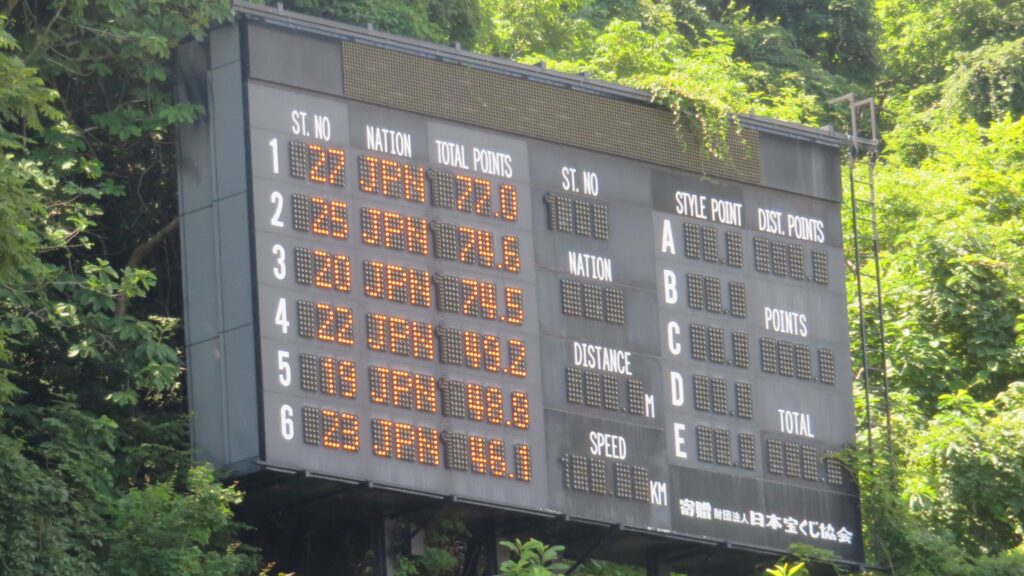 ST. NO NATION TOTAL POINTS
1 27 JPN 77.0
2 25 JPN 74.6
3 20 JPN 74.5
4 22 JPN 49.2
5 19 JPN 48.8
6 23 JPN 46.1
ST. NO
NATION
DISTANCE
M
SPEED
KM
STYLE POINT DIST. POINTS
A
B
POINTS
C
D
TOTAL
E
寄贈 財団法人 日本宝くじ協会